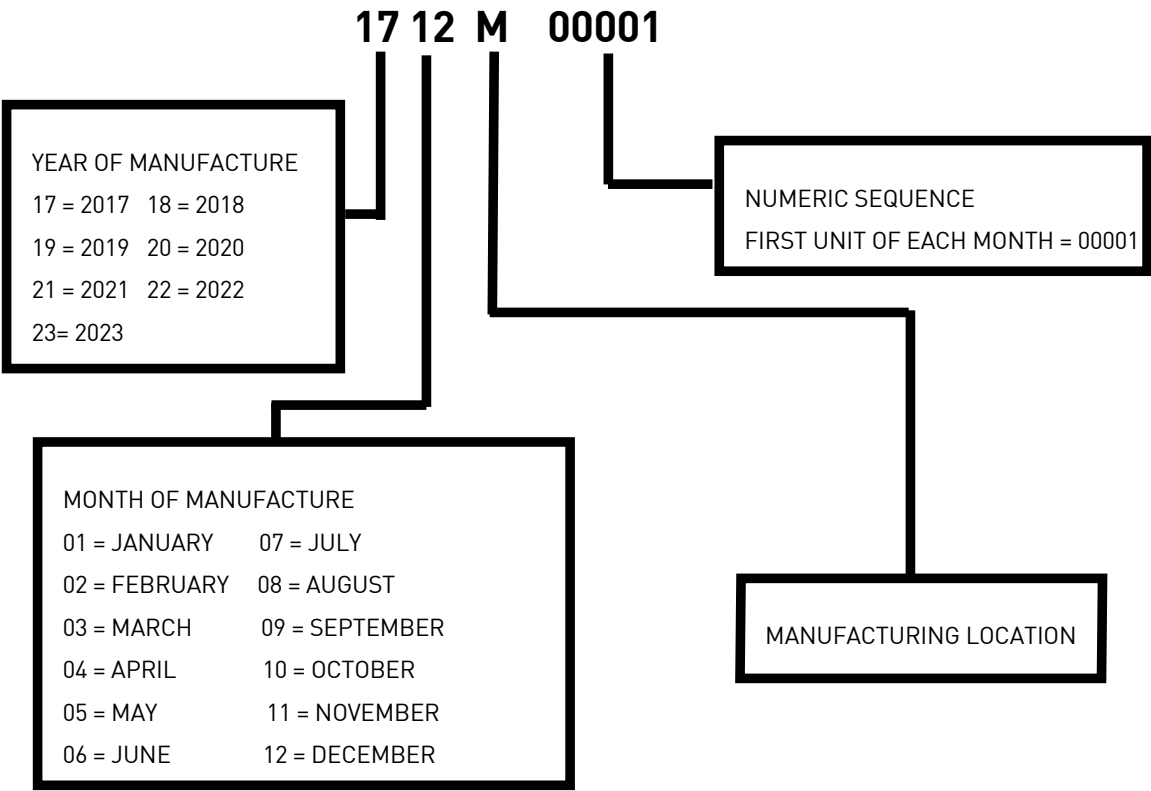 17 12 M 00001
YEAR OF MANUFACTURE
17 = 2017 18 = 2018
19 = 2019 20 = 2020
21 = 2021 22 = 2022
23= 2023
NUMERIC SEQUENCE
FIRST UNIT OF EACH MONTH = 00001
MONTH OF MANUFACTURE
01 = JANUARY 07 = JULY
02 = FEBRUARY 08 = AUGUST
03 = MARCH 09 = SEPTEMBER
04 = APRIL 10 = OCTOBER
05 = MAY 11 = NOVEMBER
06 = JUNE 12 = DECEMBER
MANUFACTURING LOCATION